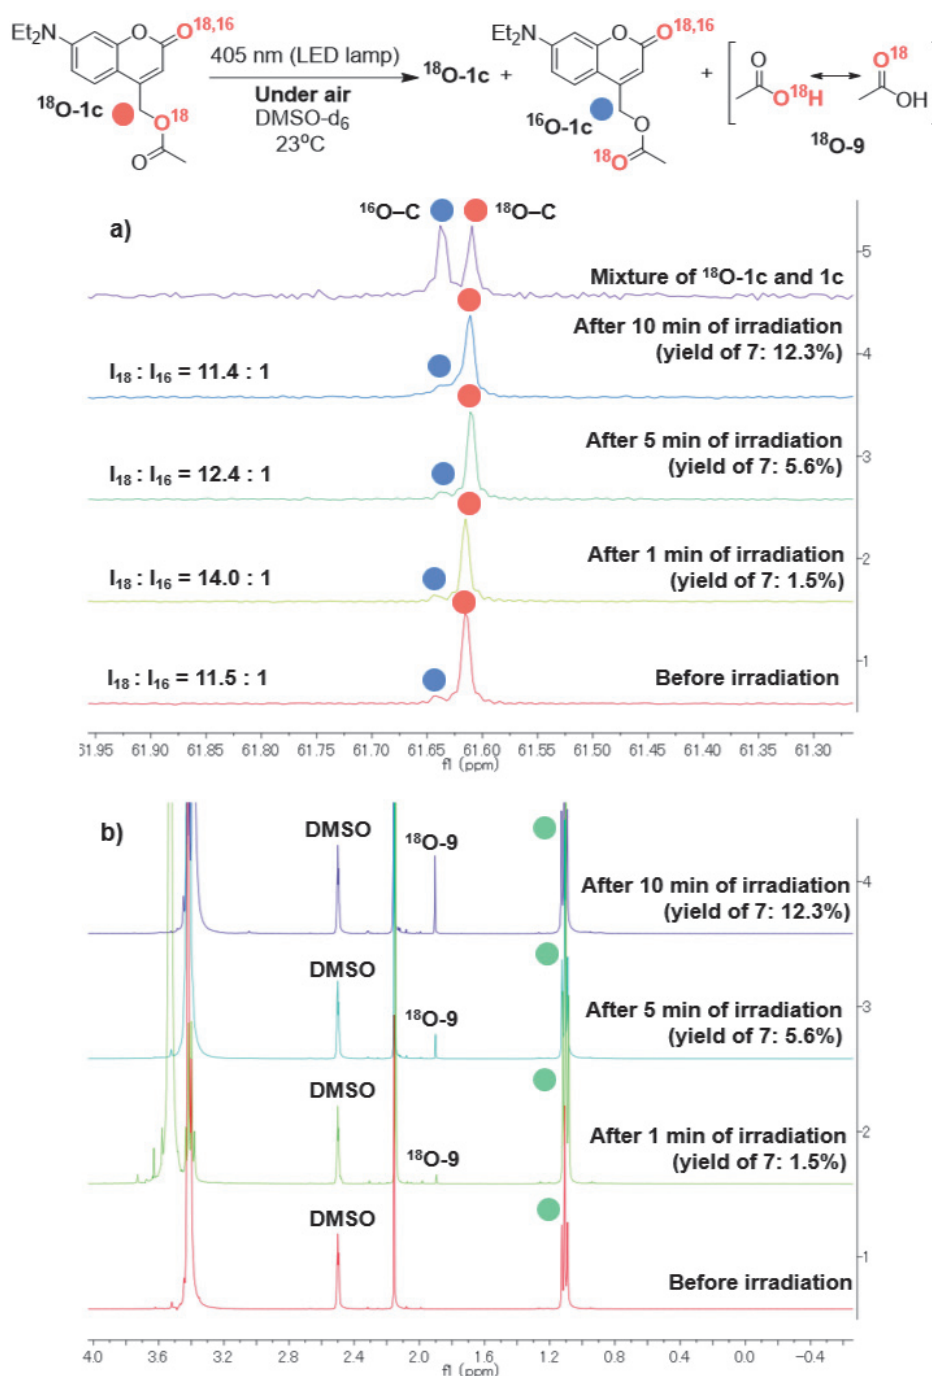 Et₂N
O
O¹⁸,¹⁶
¹⁸O-1c
O¹⁸
O
405 nm (LED lamp)
Under air
DMSO-d₆
23°C
¹⁸O-1c +
Et₂N
O
O¹⁸,¹⁶
¹⁶O-1c
O
¹⁸O
+
O
O¹⁸H
O¹⁸
OH
¹⁸O-9
a)
¹⁶O–C
¹⁸O–C
5
Mixture of ¹⁸O-1c and 1c
After 10 min of irradiation
(yield of 7: 12.3%)
4
I₁₈ : I₁₆ = 11.4 : 1
After 5 min of irradiation
(yield of 7: 5.6%)
3
I₁₈ : I₁₆ = 12.4 : 1
After 1 min of irradiation
(yield of 7: 1.5%)
2
I₁₈ : I₁₆ = 14.0 : 1
I₁₈ : I₁₆ = 11.5 : 1
Before irradiation
1
61.95 61.90 61.85 61.80 61.75 61.70 61.65 61.60 61.55 61.50 61.45 61.40 61.35 61.30
f1 (ppm)
b)
DMSO
¹⁸O-9
After 10 min of irradiation
(yield of 7: 12.3%)
4
DMSO
¹⁸O-9
After 5 min of irradiation
(yield of 7: 5.6%)
3
DMSO
¹⁸O-9
After 1 min of irradiation
(yield of 7: 1.5%)
2
DMSO
Before irradiation
1
4.0 3.6 3.2 2.8 2.4 2.0 1.6 1.2 0.8 0.4 0.0 -0.4
f1 (ppm)